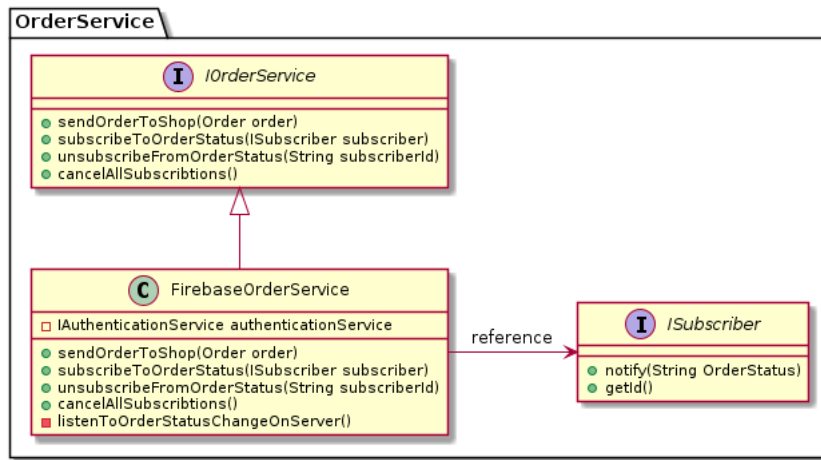 OrderService
I IOrderService
sendOrderToShop(Order order)
subscribeToOrderStatus(ISubscriber subscriber)
unsubscribeFromOrderStatus(String subscriberId)
cancelAllSubscribtions()
C FirebaseOrderService
IAuthenticationService authenticationService
sendOrderToShop(Order order)
subscribeToOrderStatus(ISubscriber subscriber)
unsubscribeFromOrderStatus(String subscriberId)
cancelAllSubscribtions()
listenToOrderStatusChangeOnServer()
reference
I ISubscriber
notify(String OrderStatus)
getId()